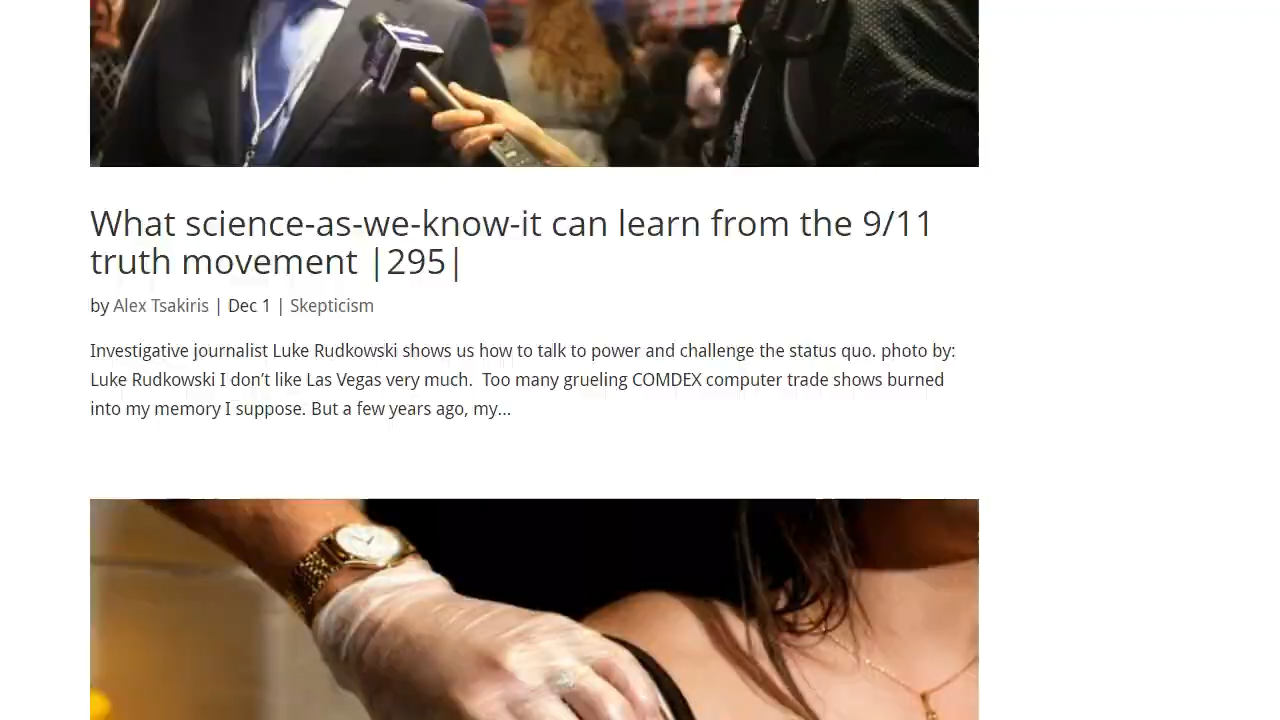 What science-as-we-know-it can learn from the 9/11
truth movement |295|
by Alex Tsakiris | Dec 1 | Skepticism
Investigative journalist Luke Rudkowski shows us how to talk to power and challenge the status quo. photo by:
Luke Rudkowski I don’t like Las Vegas very much.  Too many grueling COMDEX computer trade shows burned
into my memory I suppose. But a few years ago, my...